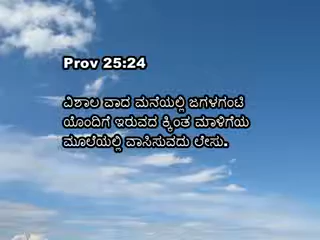 Prov 25:24
ವಿಶಾಲ ವಾದ ಮನೆಯಲ್ಲಿ ಜಗಳಗಂಟಿ
ಯೊಂದಿಗೆ ಇರುವದ ಕ್ಕಿಂತ ಮಾಳಿಗೆಯ
ಮೂಲೆಯಲ್ಲಿ ವಾಸಿಸುವದು ಲೇಸು.